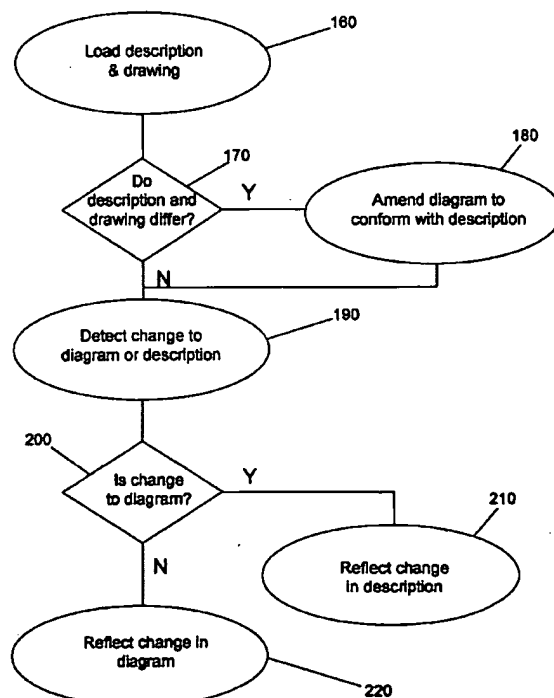 160
Load description
& drawing
170
Do
description and
drawing differ?
Y
180
Amend diagram to
conform with description
N
190
Detect change to
diagram or description
200
Is change
to diagram?
Y
210
Reflect change
in description
N
Reflect change in
diagram
220